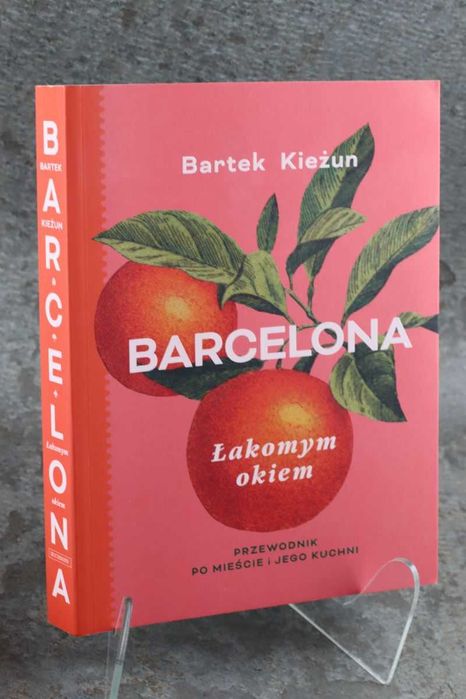 Bartek Kieżun
BARCELONA
Łakomym
okiem
PRZEWODNIK
PO MIEŚCIE i JEGO KUCHNI
BARCELONA
BARTEK
KIEŻUN
Łakomym
okiem